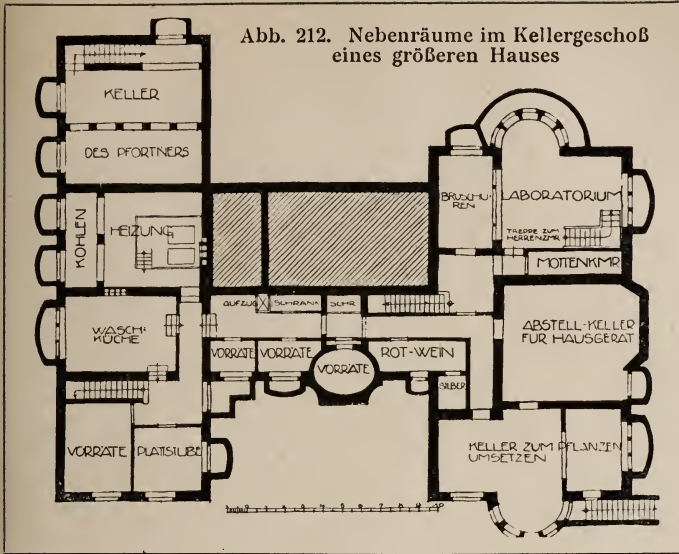 Abb. 212. Nebenräume im Kellergeschoß
eines größeren Hauses
KELLER
DES PFORTNERS
KOHLEN
HEIZUNG
WASCH-
KÜCHE
VORRÄTE
PLATTSTUBE
AUFZUG
SCHRANK
SCHR.
VORRÄTE
VORRÄTE
VORRÄTE
ROT-WEIN
SILBER
BRUSCHU-
REN
LABORATORIUM
TREPPE ZUM
HERRENZMR
MOTTENKMR
ABSTELL-KELLER
FÜR HAUSGERÄT
KELLER ZUM PFLANZEN
UMSETZEN